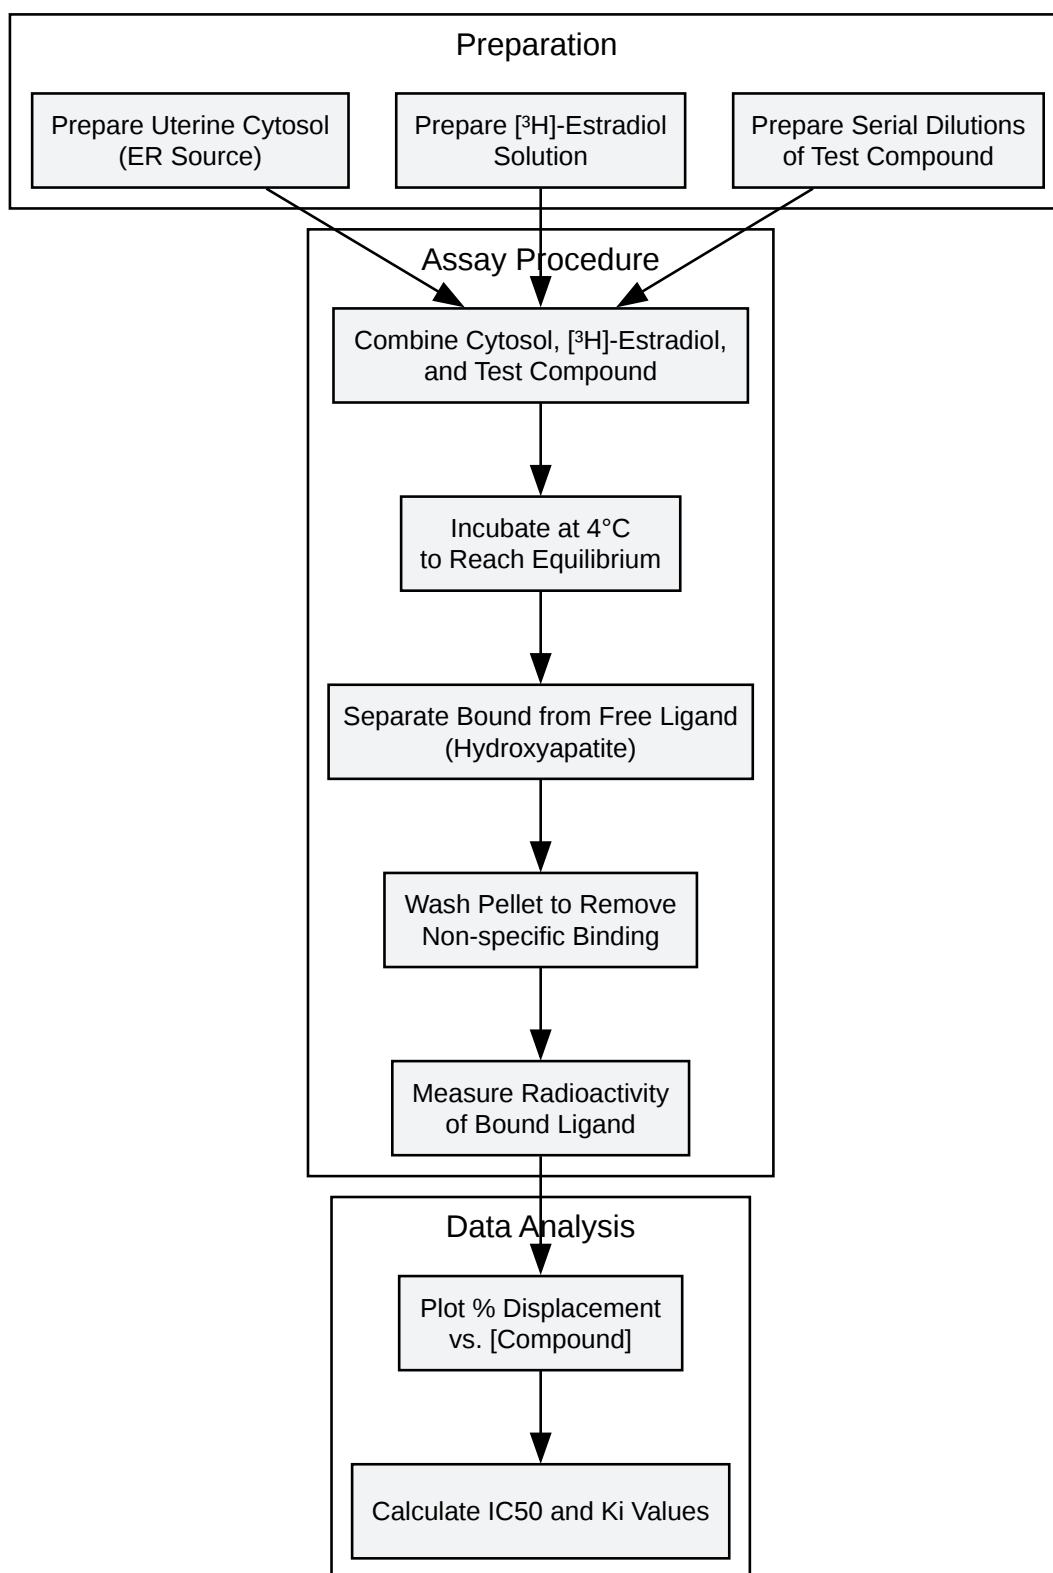 Preparation
Prepare Uterine Cytosol
(ER Source)
Prepare [³H]-Estradiol
Solution
Prepare Serial Dilutions
of Test Compound
Assay Procedure
Combine Cytosol, [³H]-Estradiol,
and Test Compound
Incubate at 4°C
to Reach Equilibrium
Separate Bound from Free Ligand
(Hydroxyapatite)
Wash Pellet to Remove
Non-specific Binding
Measure Radioactivity
of Bound Ligand
Data Analysis
Plot % Displacement
vs. [Compound]
Calculate IC50 and Ki Values